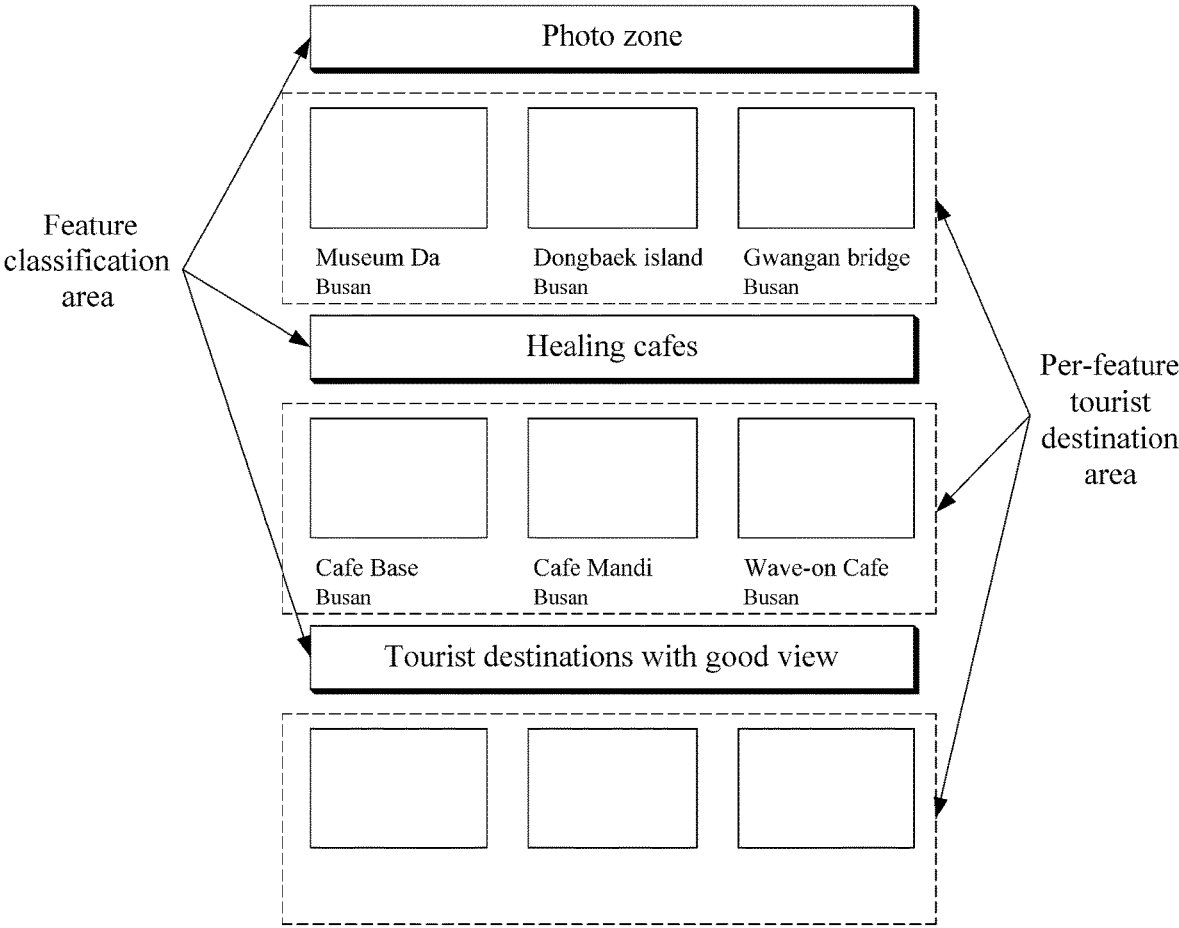 Photo zone
Feature
classification
area
Museum Da
Busan
Dongbaek island
Busan
Gwangan bridge
Busan
Healing cafes
Per-feature
tourist
destination
area
Cafe Base
Busan
Cafe Mandi
Busan
Wave-on Cafe
Busan
Tourist destinations with good view